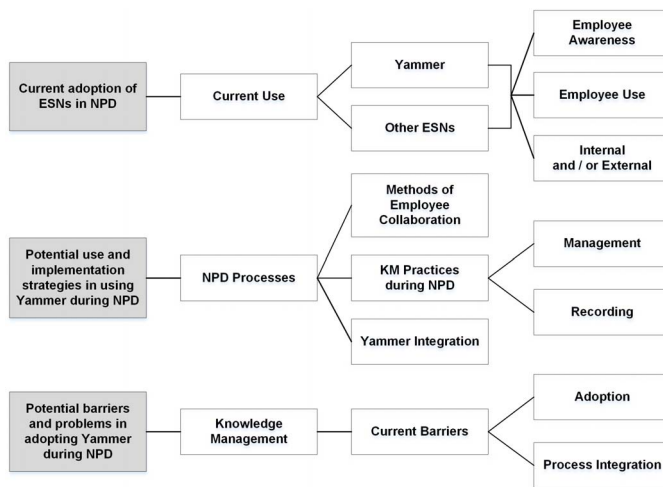 Current adoption of
ESNs in NPD
Current Use
Yammer
Other ESNs
Employee
Awareness
Employee Use
Internal
and / or External
Potential use and
implementation
strategies in using
Yammer during NPD
NPD Processes
Methods of
Employee
Collaboration
KM Practices
during NPD
Yammer Integration
Management
Recording
Potential barriers
and problems in
adopting Yammer
during NPD
Knowledge
Management
Current Barriers
Adoption
Process Integration